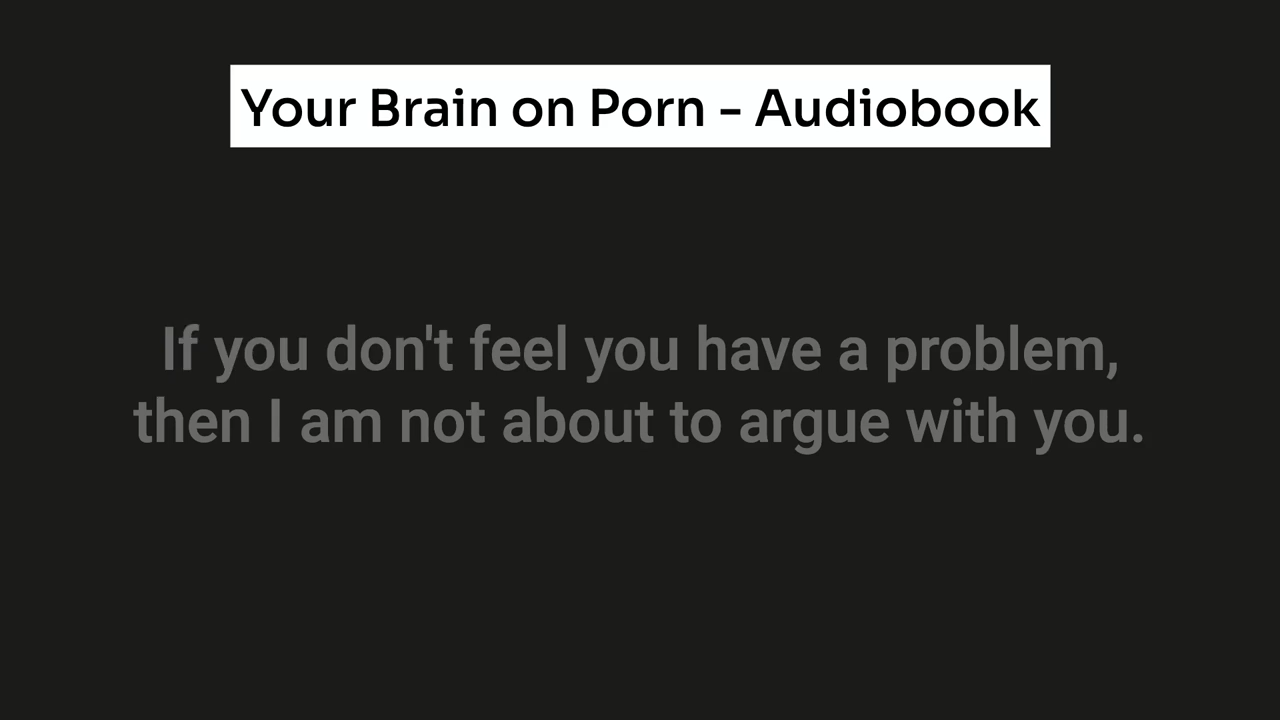 Your Brain on Porn - Audiobook
If you don't feel you have a problem,
then I am not about to argue with you.